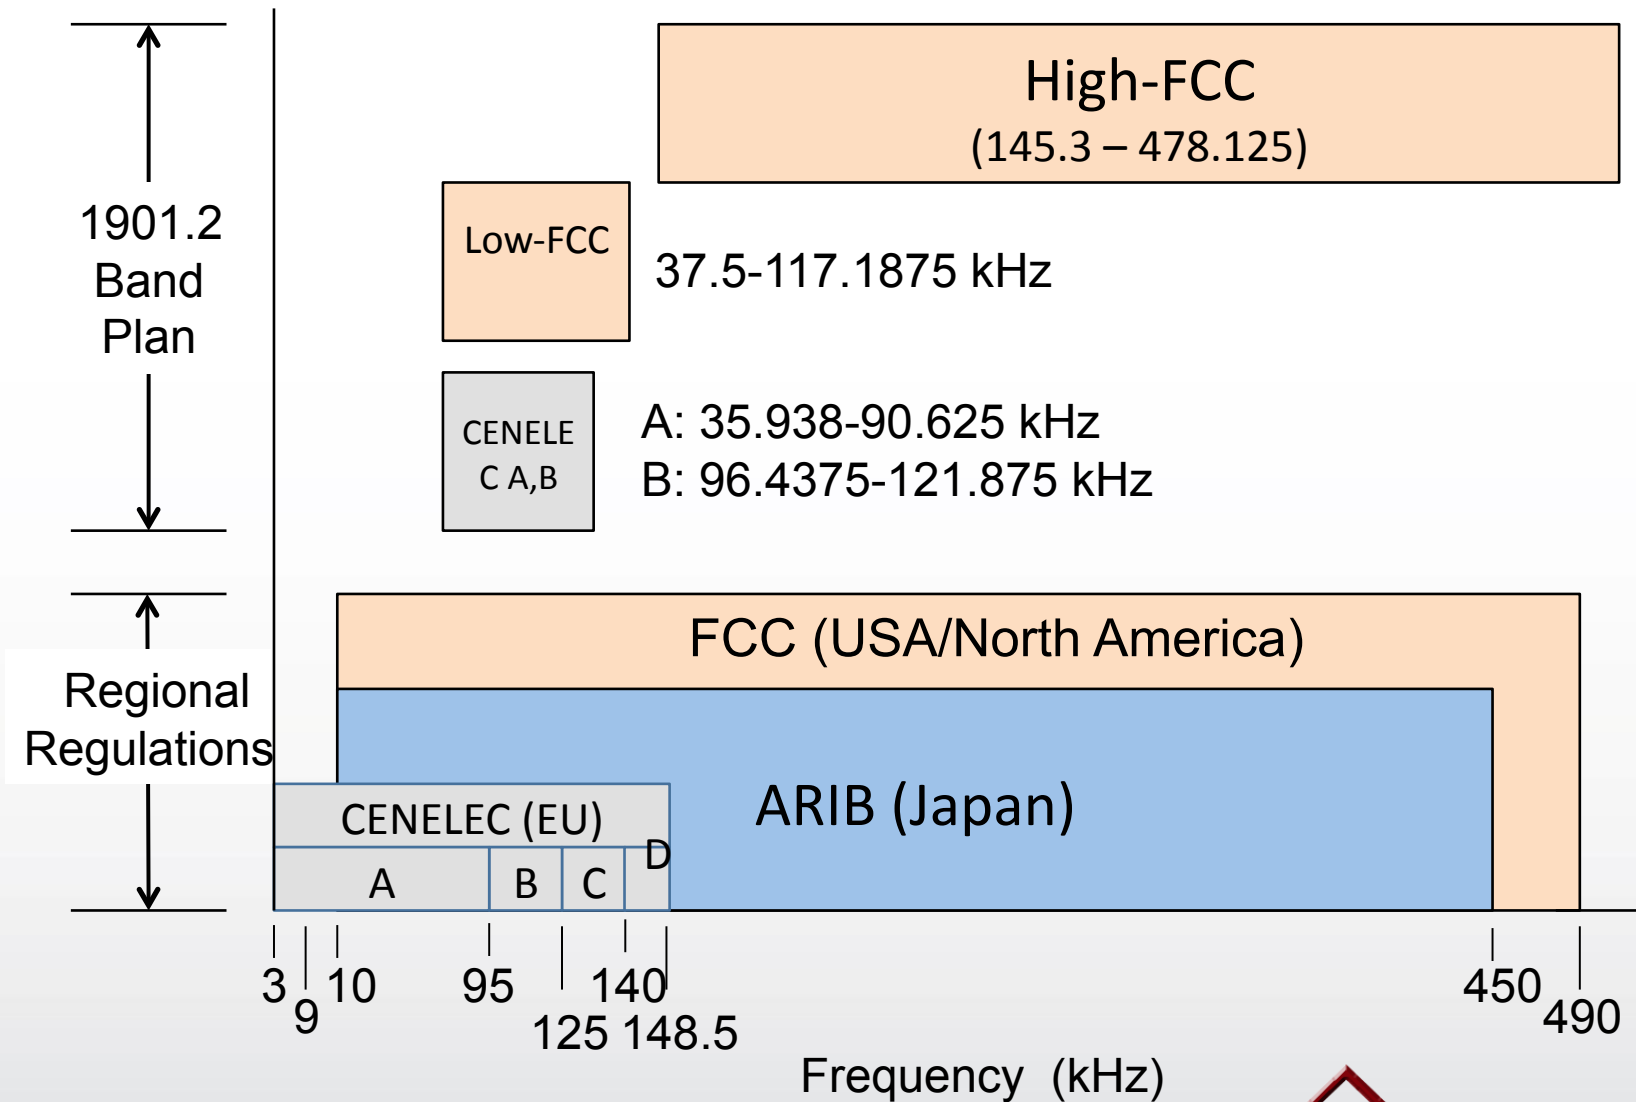 High-FCC
(145.3 – 478.125)
1901.2
Band
Plan
Low-FCC
37.5-117.1875 kHz
CENELE
C A,B
A: 35.938-90.625 kHz
B: 96.4375-121.875 kHz
FCC (USA/North America)
Regional
Regulations
ARIB (Japan)
CENELEC (EU)
A
B
C
D
3
9
10
95
125
140
148.5
450
490
Frequency (kHz)